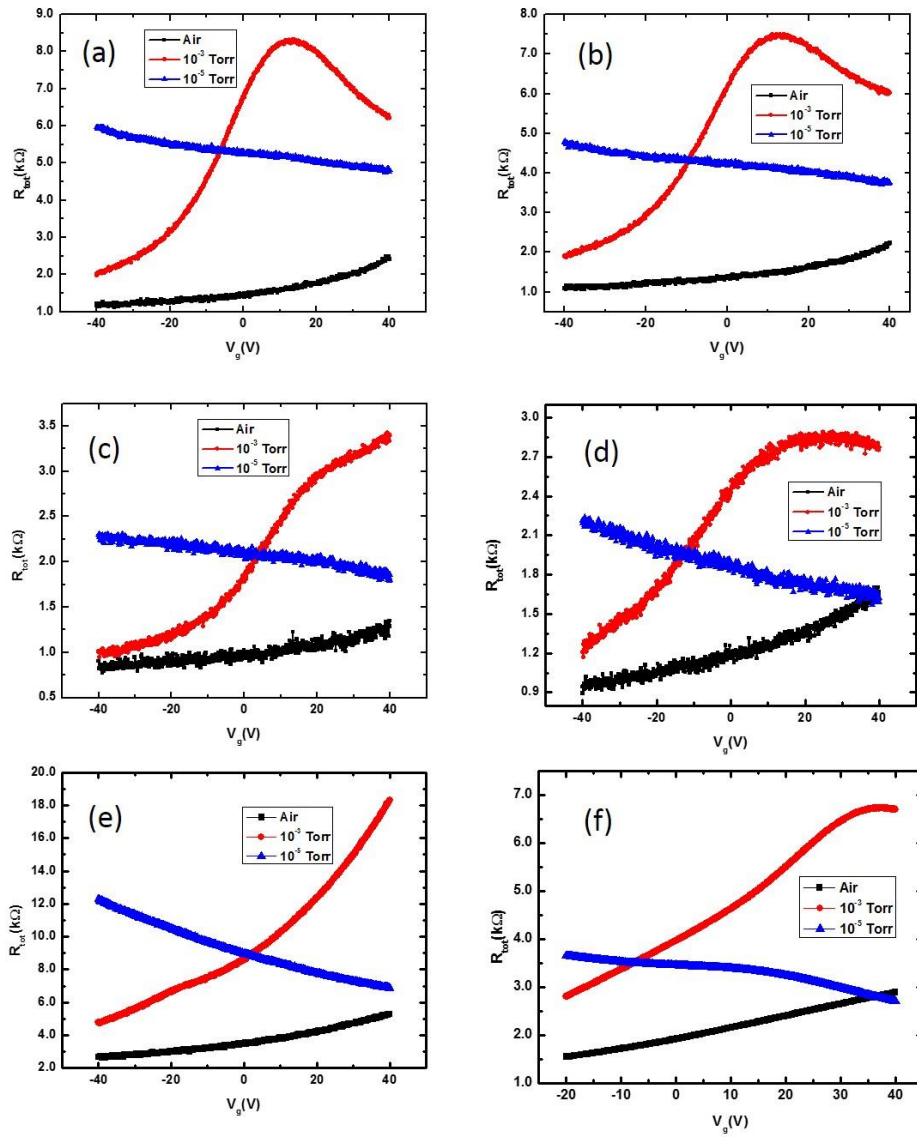 (a)
Air
10⁻³ Torr
10⁻⁵ Torr
R_tot(kΩ)
9.0
8.0
7.0
6.0
5.0
4.0
3.0
2.0
1.0
-40 -20 0 20 40
V_g(V)
(b)
Air
10⁻³ Torr
10⁻⁵ Torr
R_tot(kΩ)
8.0
7.0
6.0
5.0
4.0
3.0
2.0
1.0
-40 -20 0 20 40
V_g(V)
(c)
Air
10⁻³ Torr
10⁻⁵ Torr
R_tot(kΩ)
3.5
3.0
2.5
2.0
1.5
1.0
0.5
-40 -20 0 20 40
V_g(V)
(d)
Air
10⁻³ Torr
10⁻⁵ Torr
R_tot(kΩ)
3.0
2.7
2.4
2.1
1.8
1.5
1.2
0.9
-40 -20 0 20 40
V_g(V)
(e)
Air
10⁻³ Torr
10⁻⁵ Torr
R_tot(kΩ)
20.0
18.0
16.0
14.0
12.0
10.0
8.0
6.0
4.0
2.0
-40 -20 0 20 40
V_g(V)
(f)
Air
10⁻³ Torr
10⁻⁵ Torr
R_tot(kΩ)
7.0
6.0
5.0
4.0
3.0
2.0
1.0
-20 -10 0 10 20 30 40
V_g(V)